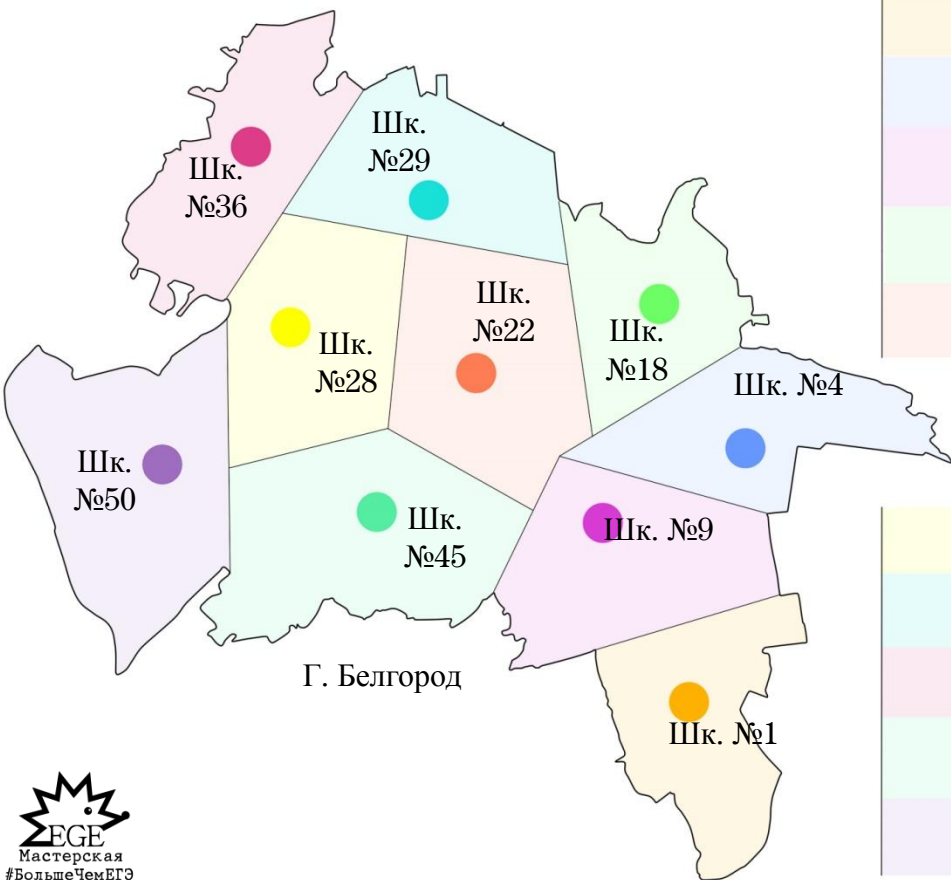 Шк.
№29
Шк.
№36
Шк.
№22
Шк.
№28
Шк.
№18
Шк. №4
Шк.
№50
Шк.
№45
Шк. №9
Г. Белгород
Шк. №1
EGE
Мастерская
#БольшеЧемЕГЭ